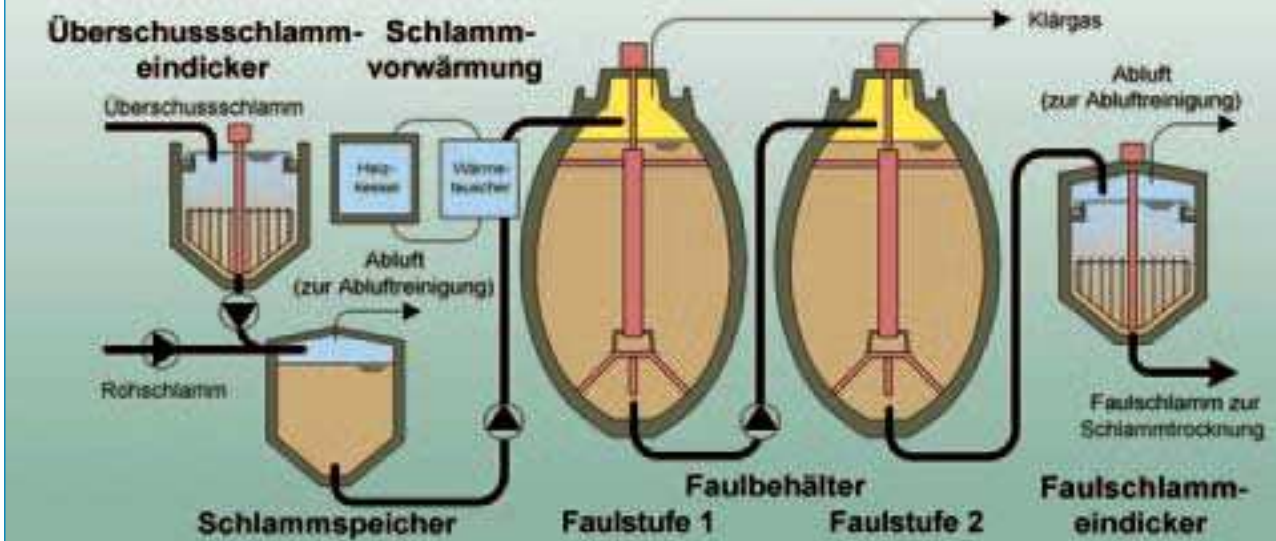 Überschussschlamm-
eindicker
Überschussschlamm
Schlamm-
vorwärmung
Heiz-
kessel
Wärme-
tauscher
Klärgas
Abluft
(zur Abluftreinigung)
Abluft
(zur Abluftreinigung)
Rohschlamm
Faulschlamm zur
Schlammtrocknung
Schlammspeicher
Faulbehälter
Faulstufe 1
Faulstufe 2
Faulschlamm-
eindicker